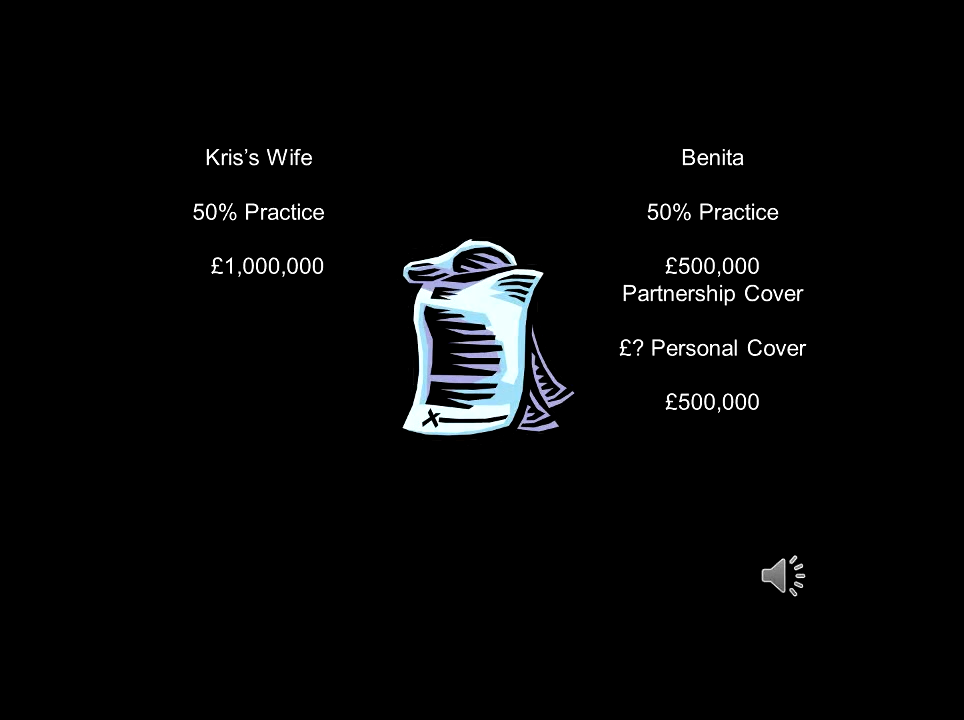 Kris’s Wife
50% Practice
£1,000,000
Benita
50% Practice
£500,000
Partnership Cover
£? Personal Cover
£500,000
x